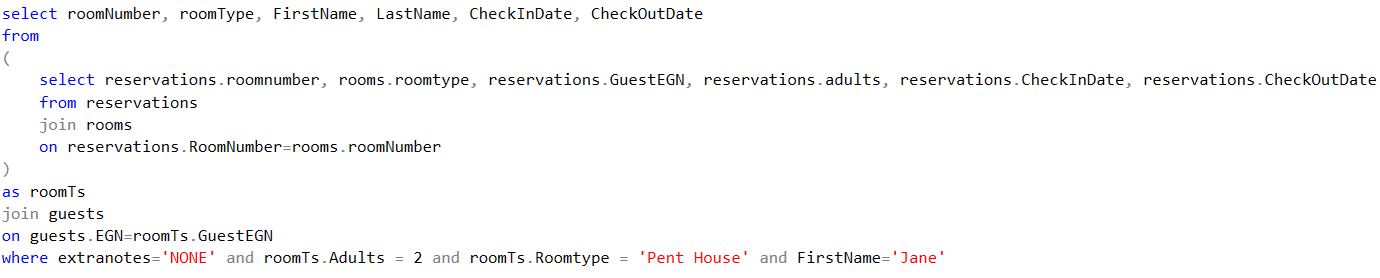 select roomNumber, roomType, FirstName, LastName, CheckInDate, CheckOutDate
from
(
select reservations.roomnumber, rooms.roomtype, reservations.GuestEGN, reservations.adults, reservations.CheckInDate, reservations.CheckOutDate
from reservations
join rooms
on reservations.RoomNumber=rooms.roomNumber
)
as roomTs
join guests
on guests.EGN=roomTs.GuestEGN
where extranotes='NONE' and roomTs.Adults = 2 and roomTs.Roomtype = 'Pent House' and FirstName='Jane'